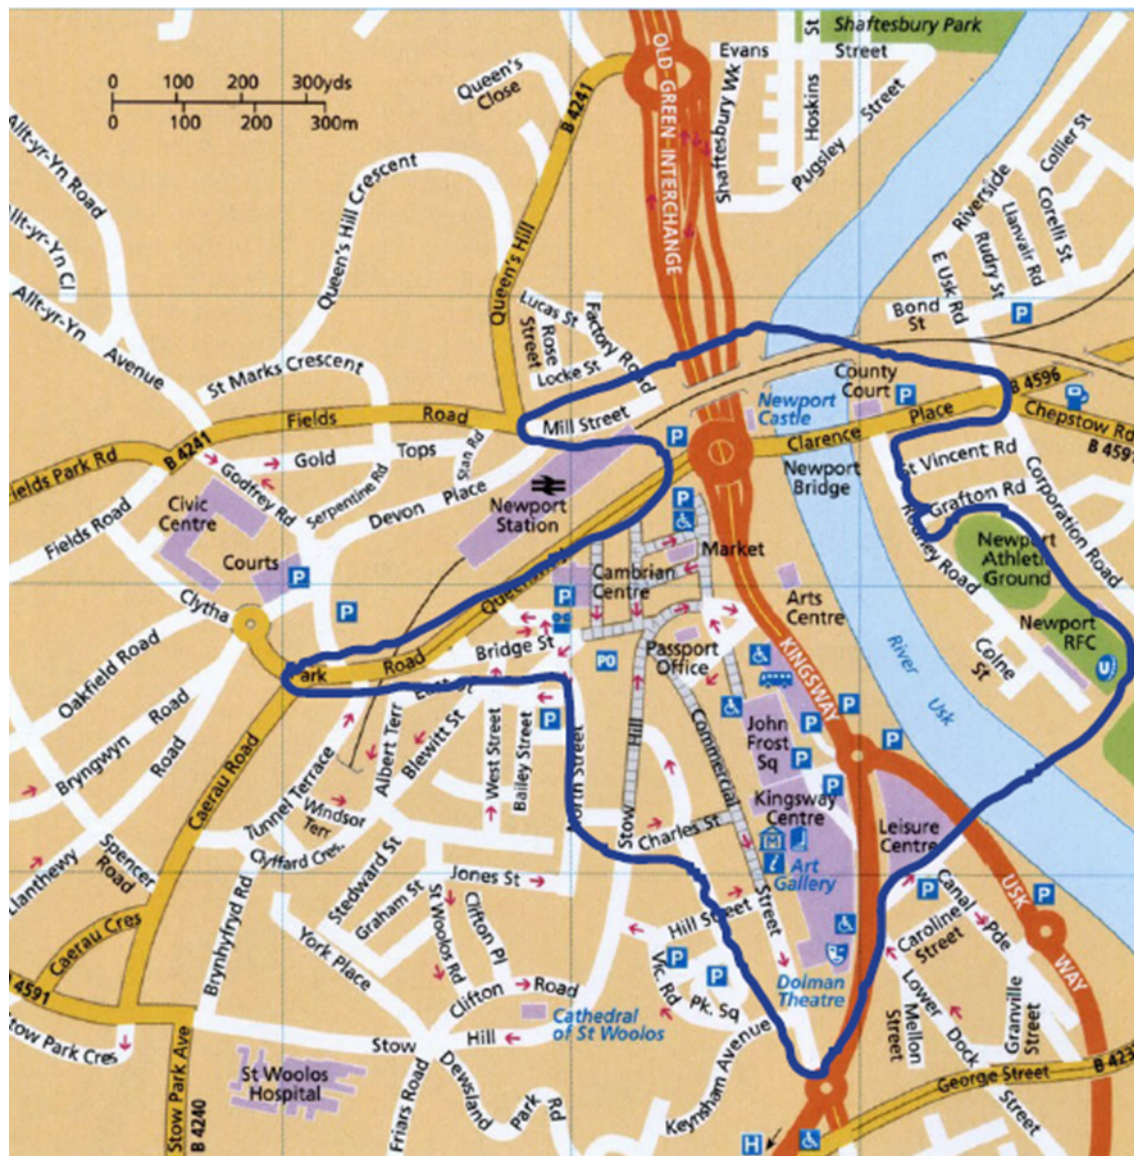 Shaftesbury Park
Evans
Street
St
Hoskins
Pugsley
Street
Shaftesbury Wk
OLD GREEN INTERCHANGE
Queen's
Close
B 4241
0 100 200 300yds
0 100 200 300m
Allt-yr-Yn Road
Allt-yr-Yn
Avenue
Queen's Hill Crescent
Queen's Hill
Collier St
Riverside
Corelli St
Llanvair Rd
Rudry St
E Usk Rd
Bond
St
P
Lucas St
Factory Road
Rose
Street
Locke St
St Marks Crescent
Fields
Road
Mill Street
B 4241
Gold
Tops
Stan Rd
Godfrey Rd
Serpentine Rd
Devon Place
Fields Road
Civic
Centre
Courts
P
P
Newport
Station
P
P
Newport
Castle
County
Court
P
B 4596
Chepstow Rd
Clarence
Place
Newport
Bridge
St Vincent Rd
Grafton Rd
Corporation Road
Rodney Road
Newport
Athletic
Ground
Newport
RFC
Colne
St
River
Usk
Market
Cambrian
Centre
P
Arts
Centre
Clytha
Oakfield Road
Bryngwyn
Road
Road
Road
Bridge St
PO
Passport
Office
KINGSWAY
P
P
P
P
P
John
Frost
Sq
Kingsway
Centre
Commercial
Street
Stow
Hill
Charles St
Art
Gallery
i
Leisure
Centre
P
Albert Terr
Blewitt St
West Street
Bailey Street
North Street
P
Caerau Road
Tunnel Terrace
Windsor
Terr
Clyffard Cres.
Stedward St
Graham St
Jones St
St Woolos Rd
Clifton Pl
Clifton
Road
Brynhyfryd Rd
York Place
Spencer
Road
Llanthewy
Caerau Cres
4591
Stow Park Cres
Stow Park Ave
B 4240
St Woolos
Hospital
Stow
Hill
Friars Road
Dewsland
Park
Rd
Cathedral
of St Woolos
Hill Street
Vic. Rd
Pk. Sq
P
P
Keynsham Avenue
Dolman
Theatre
USK
WAY
P
Canal
Pde
Caroline
Street
Lower
Dock
Street
Mellon
Street
Granville
Street
George Street
H